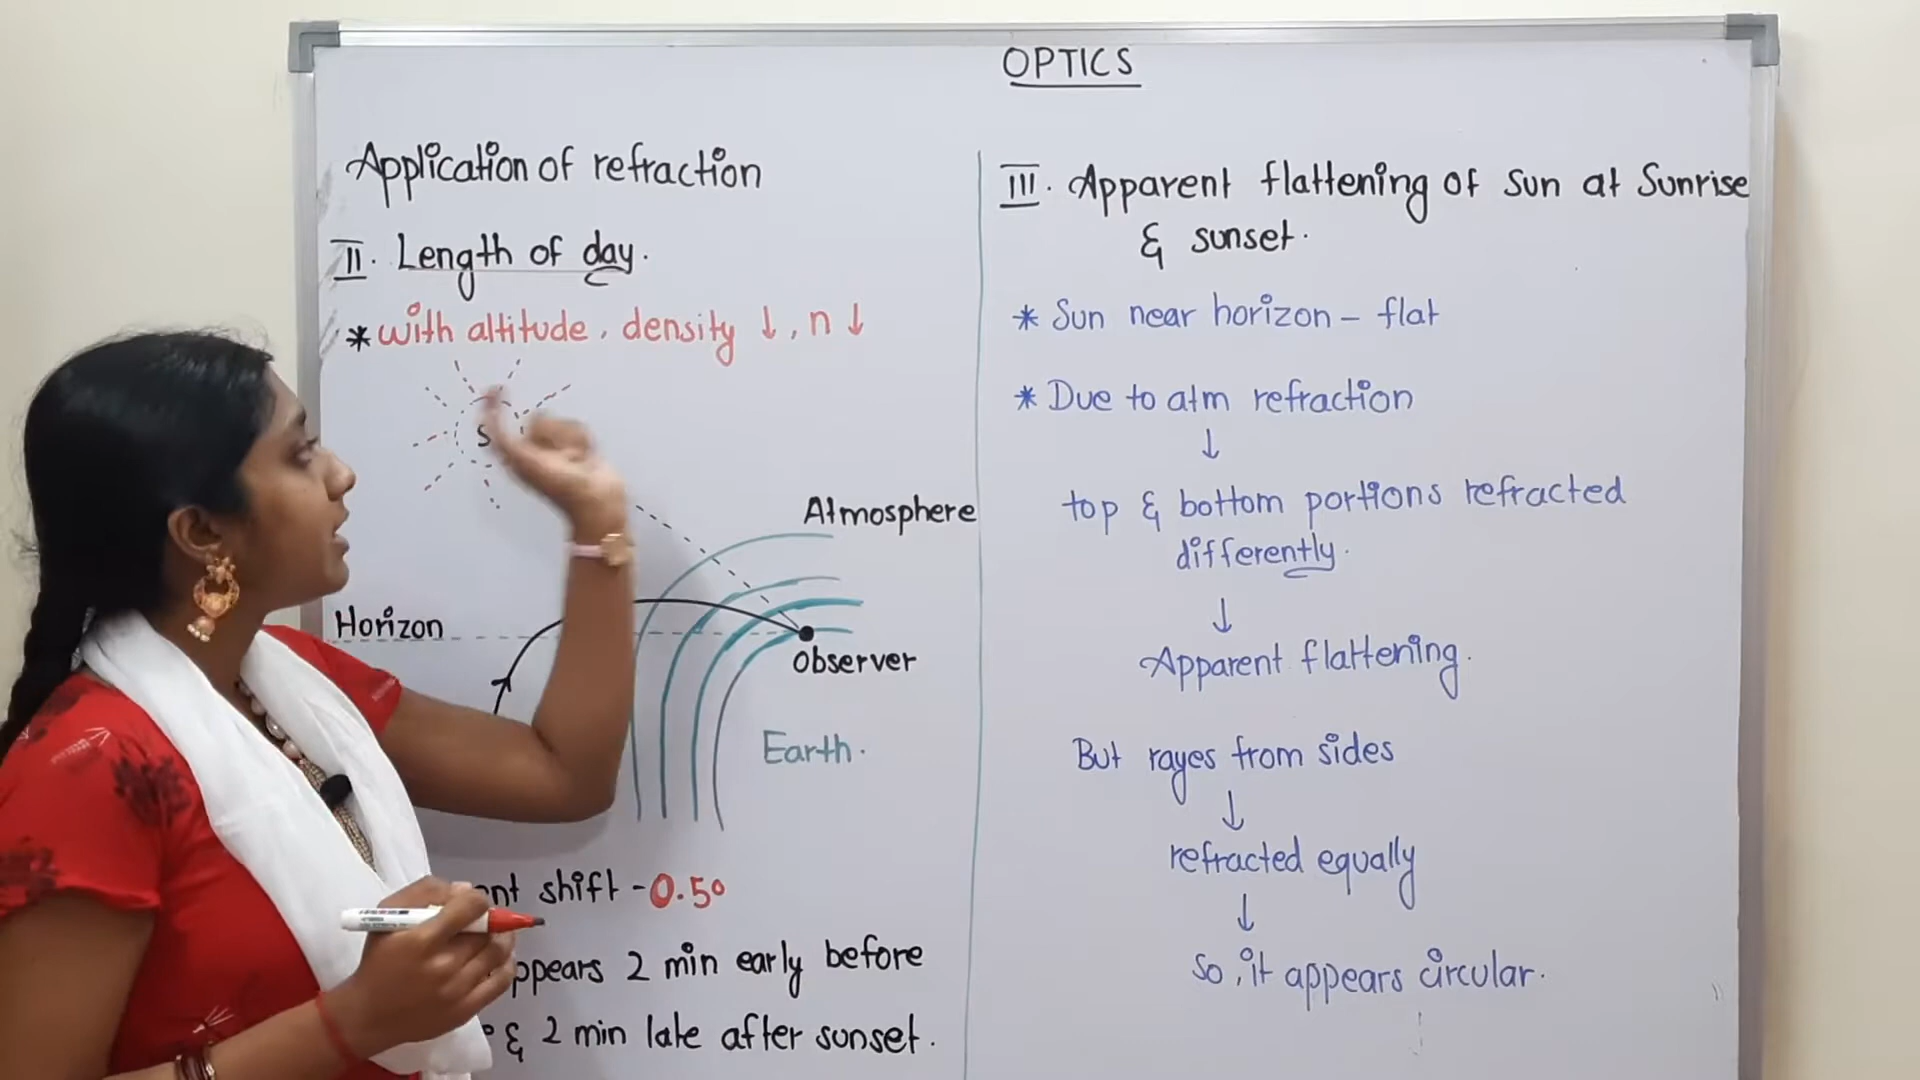 OPTICS
Application of refraction
II. Length of day.
* with altitude, density ↓, n ↓
S
Atmosphere
Horizon
Observer
Earth.
shift - 0.5°
2 min early before
& 2 min late after sunset.
III. Apparent flattening of sun at Sunrise
& sunset.
* Sun near horizon - flat
* Due to atm refraction
↓
top & bottom portions refracted
differently.
↓
Apparent flattening.
But rayes from sides
↓
refracted equally
↓
So, it appears circular.